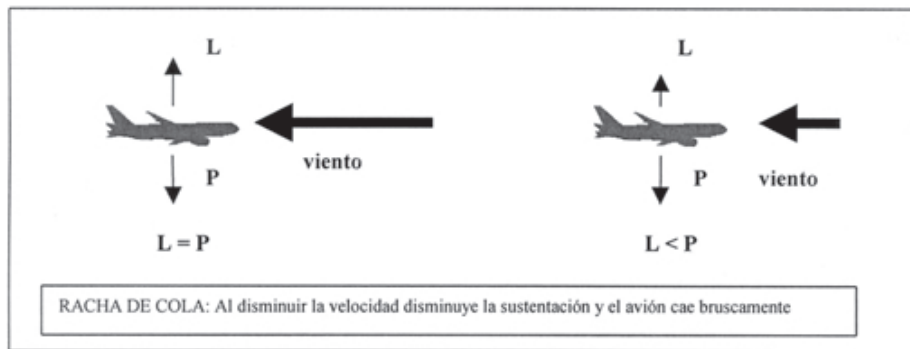 L
L
viento
viento
P
P
L = P
L < P
RACHA DE COLA: Al disminuir la velocidad disminuye la sustentación y el avión cae bruscamente